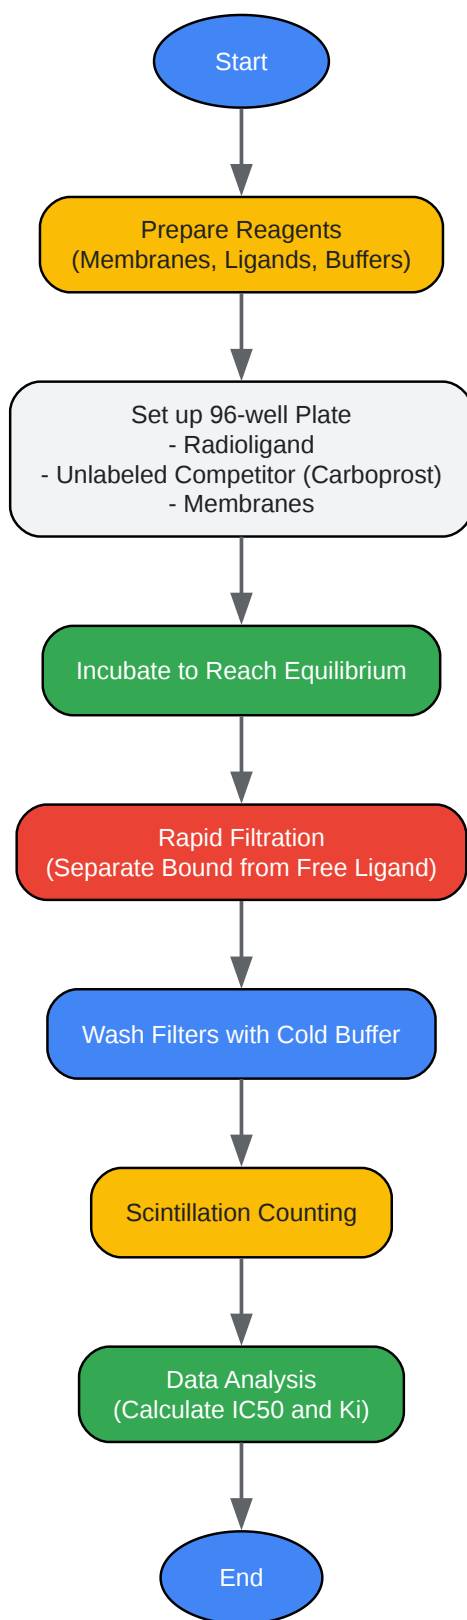 Start
Prepare Reagents
(Membranes, Ligands, Buffers)
Set up 96-well Plate
- Radioligand
- Unlabeled Competitor (Carboprost)
- Membranes
Incubate to Reach Equilibrium
Rapid Filtration
(Separate Bound from Free Ligand)
Wash Filters with Cold Buffer
Scintillation Counting
Data Analysis
(Calculate IC50 and Ki)
End